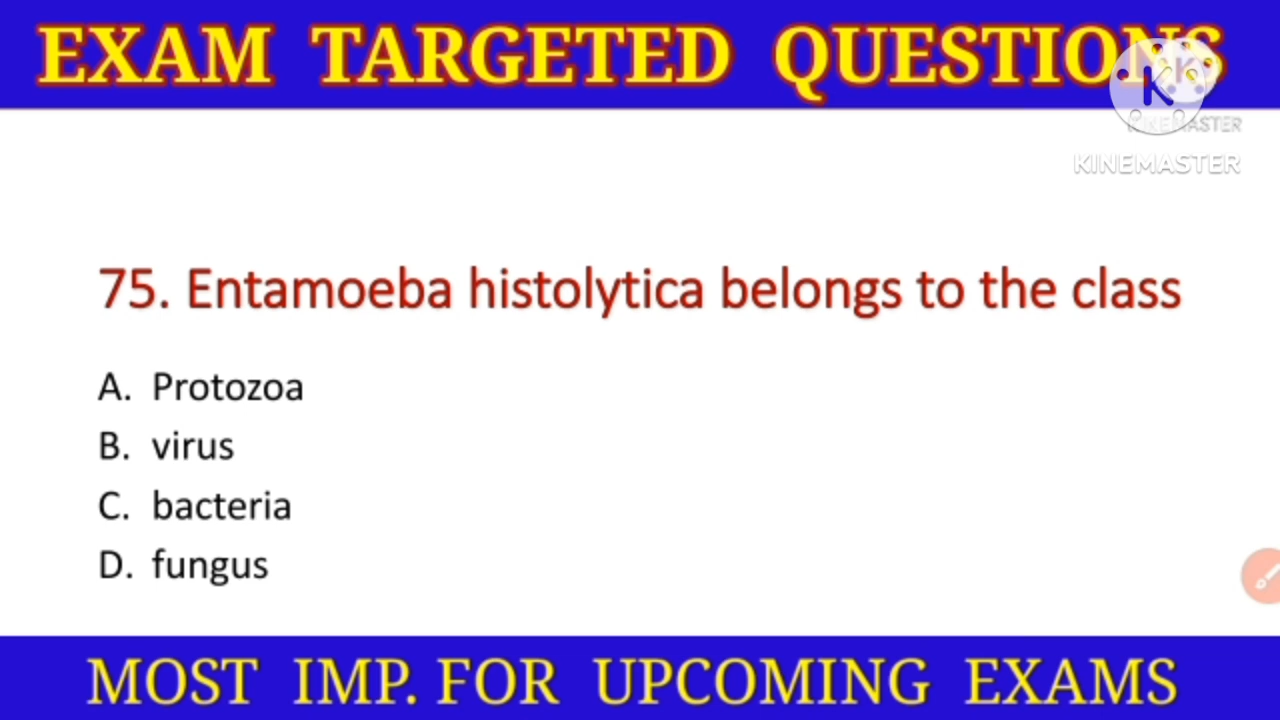 EXAM TARGETED QUESTIONS
KINEMASTER
KINEMASTER
75. Entamoeba histolytica belongs to the class
A. Protozoa
B. virus
C. bacteria
D. fungus
MOST IMP. FOR UPCOMING EXAMS